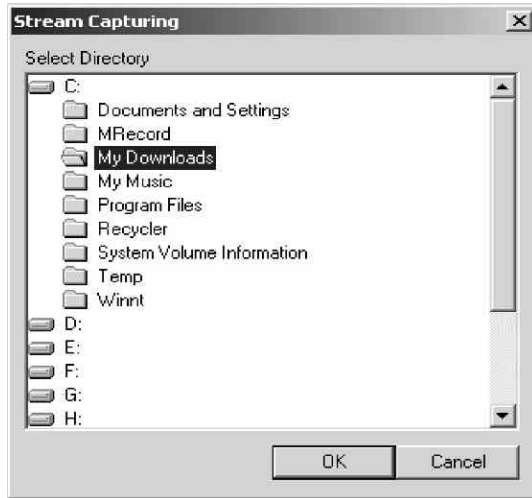 Stream Capturing
Select Directory
C:
Documents and Settings
MRecord
My Downloads
My Music
Program Files
Recycler
System Volume Information
Temp
Winnt
D:
E:
F:
G:
H:
OK Cancel